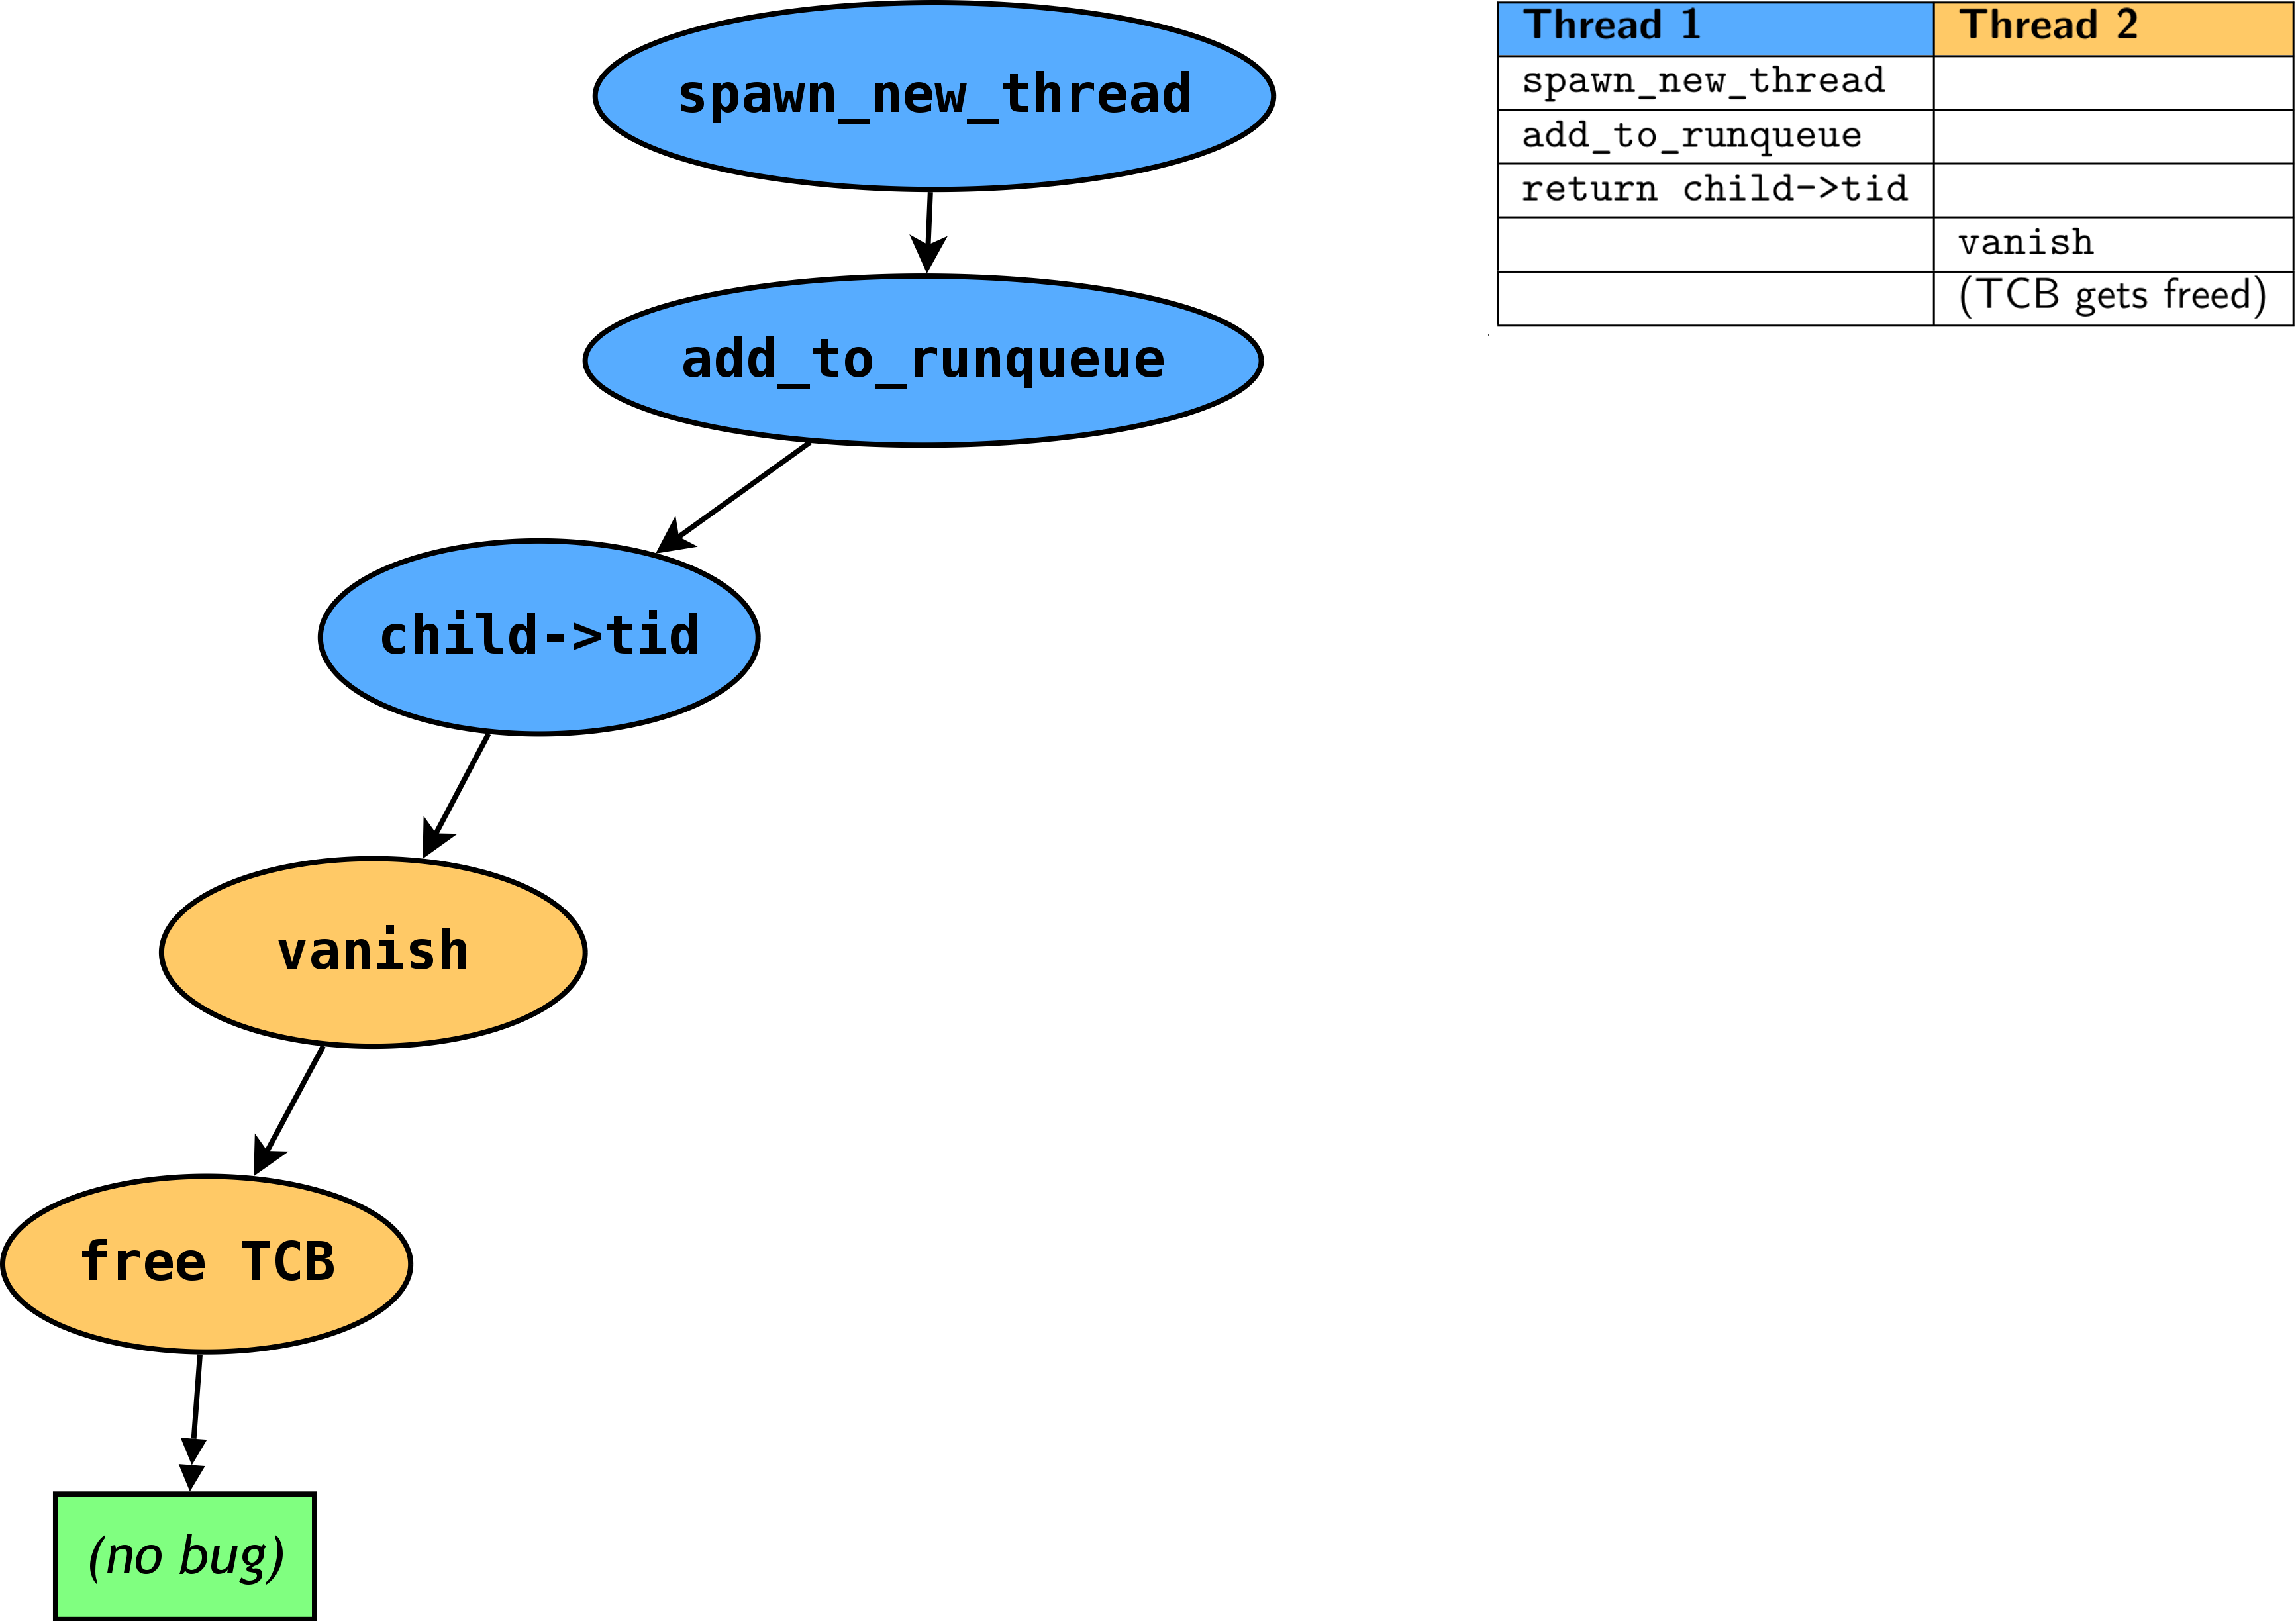 spawn_new_thread
add_to_runqueue
child->tid
vanish
free TCB
(no bug)
Thread 1 Thread 2
spawn_new_thread
add_to_runqueue
return child->tid
vanish
(TCB gets freed)